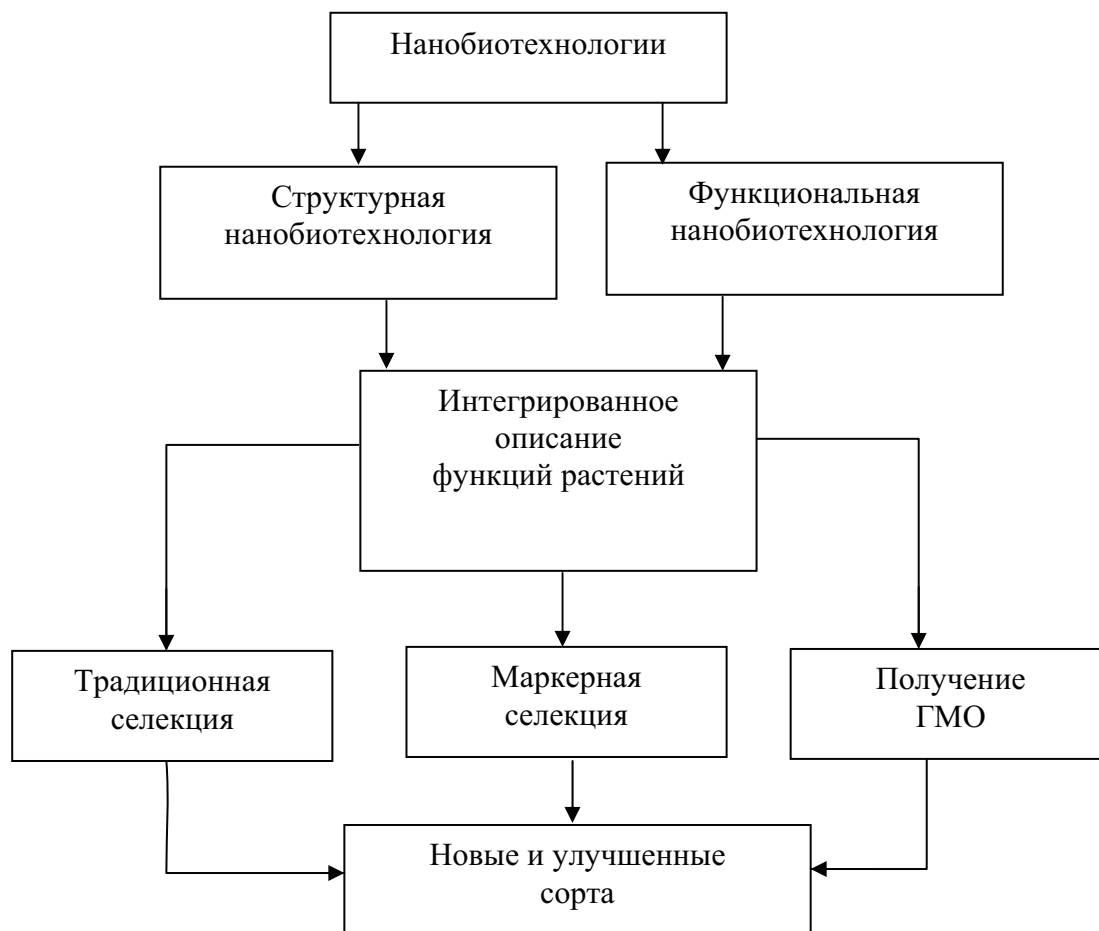 Нанобиотехнологии
Структурная
нанобиотехнология
Функциональная
нанобиотехнология
Интегрированное
описание
функций растений
Традиционная
селекция
Маркерная
селекция
Получение
ГМО
Новые и улучшенные
сорта